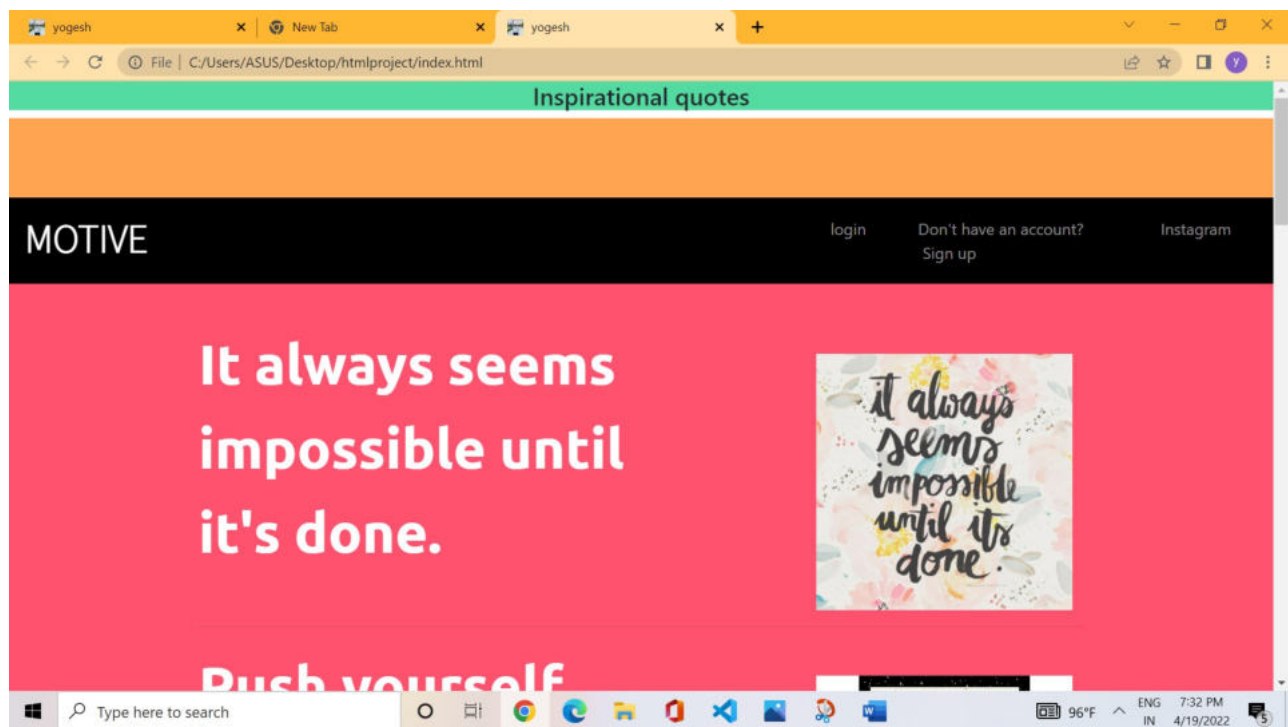 yogesh New Tab yogesh
File C:/Users/ASUS/Desktop/htmlproject/index.html y
Inspirational quotes
MOTIVE
login Don't have an account? Instagram
Sign up
It always seems
impossible until
it's done.
it always
seems
impossible
until its
done.
Push yourself
Type here to search 96°F ENG 7:32 PM
IN 4/19/2022